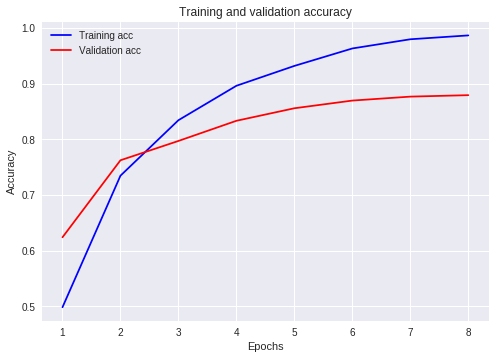 Training and validation accuracy
Training acc
Validation acc
1.0
0.9
0.8
0.7
0.6
0.5
Accuracy
1 2 3 4 5 6 7 8
Epochs